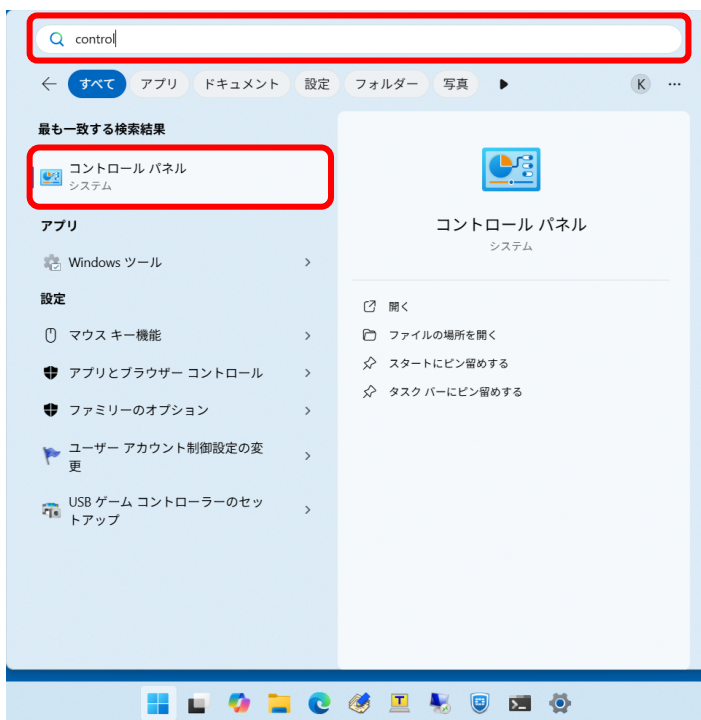 control
すべて アプリ ドキュメント 設定 フォルダー 写真 K
最も一致する検索結果
コントロール パネル
システム
アプリ
Windows ツール
設定
マウス キー機能
アプリとブラウザー コントロール
ファミリーのオプション
ユーザー アカウント制御設定の変
更
USB ゲーム コントローラーのセッ
トアップ
コントロール パネル
システム
開く
ファイルの場所を開く
スタートにピン留めする
タスク バーにピン留めする
T